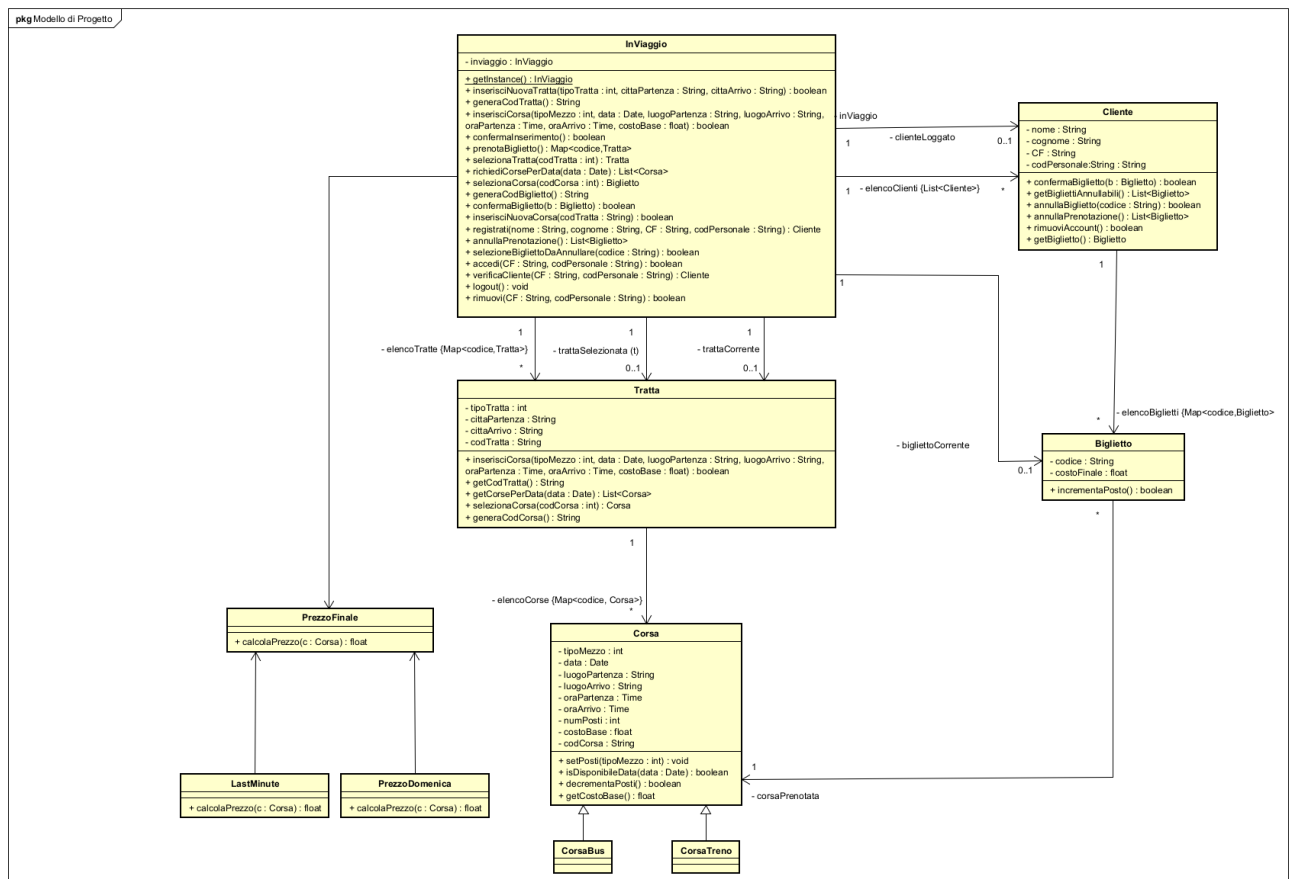 pkg Modello di Progetto
InViaggio
- inviaggio : InViaggio
+ getInstance() : InViaggio
+ inserisciNuovaTratta(tipoTratta : int, cittaPartenza : String, cittaArrivo : String) : boolean
+ generaCodTratta() : String
+ inserisciCorsa(tipoMezzo : int, data : Date, luogoPartenza : String, luogoArrivo : String,
oraPartenza : Time, oraArrivo : Time, costoBase : float) : boolean
+ confermaInserimento() : boolean
+ prenotaBiglietto() : Map<codice,Tratta>
+ selezionaTratta(codTratta : int) : Tratta
+ richiediCorsePerData(data : Date) : List<Corsa>
+ selezionaCorsa(codCorsa : int) : Biglietto
+ generaCodBiglietto() : String
+ confermaBiglietto(b : Biglietto) : boolean
+ inserisciNuovaCorsa(codTratta : String) : boolean
+ registrati(nome : String, cognome : String, CF : String, codPersonale : String) : Cliente
+ annullaPrenotazione() : List<Biglietto>
+ selezioneBigliettoDaAnnullare(codice : String) : boolean
+ accedi(CF : String, codPersonale : String) : boolean
+ verificaCliente(CF : String, codPersonale : String) : Cliente
+ logout() : void
+ rimuovi(CF : String, codPersonale : String) : boolean
- inViaggio
1
- clienteLoggato
0..1
1
- elencoClienti {List<Cliente>}
*
Cliente
- nome : String
- cognome : String
- CF : String
- codPersonale:String : String
+ confermaBiglietto(b : Biglietto) : boolean
+ getBigliettiAnnullabili() : List<Biglietto>
+ annullaBiglietto(codice : String) : boolean
+ annullaPrenotazione() : List<Biglietto>
+ rimuoviAccount() : boolean
+ getBiglietto() : Biglietto
1
1
1
- elencoTratte {Map<codice,Tratta>}
*
1
- trattaSelezionata (t)
0..1
1
- trattaCorrente
0..1
Tratta
- tipoTratta : int
- cittaPartenza : String
- cittaArrivo : String
- codTratta : String
+ inserisciCorsa(tipoMezzo : int, data : Date, luogoPartenza : String, luogoArrivo : String,
oraPartenza : Time, oraArrivo : Time, costoBase : float) : boolean
+ getCodTratta() : String
+ getCorsePerData(data : Date) : List<Corsa>
+ selezionaCorsa(codCorsa : int) : Corsa
+ generaCodCorsa() : String
- elencoBiglietti {Map<codice,Biglietto>
*
- bigliettoCorrente
0..1
Biglietto
- codice : String
- costoFinale : float
+ incrementaPosto() : boolean
*
1
- elencoCorse {Map<codice, Corsa>}
*
PrezzoFinale
+ calcolaPrezzo(c : Corsa) : float
Corsa
- tipoMezzo : int
- data : Date
- luogoPartenza : String
- luogoArrivo : String
- oraPartenza : Time
- oraArrivo : Time
- numPosti : int
- costoBase : float
- codCorsa : String
+ setPosti(tipoMezzo : int) : void
+ isDisponibileData(data : Date) : boolean
+ decrementaPosti() : boolean
+ getCostoBase() : float
1
- corsaPrenotata
LastMinute
+ calcolaPrezzo(c : Corsa) : float
PrezzoDomenica
+ calcolaPrezzo(c : Corsa) : float
CorsaBus
CorsaTreno